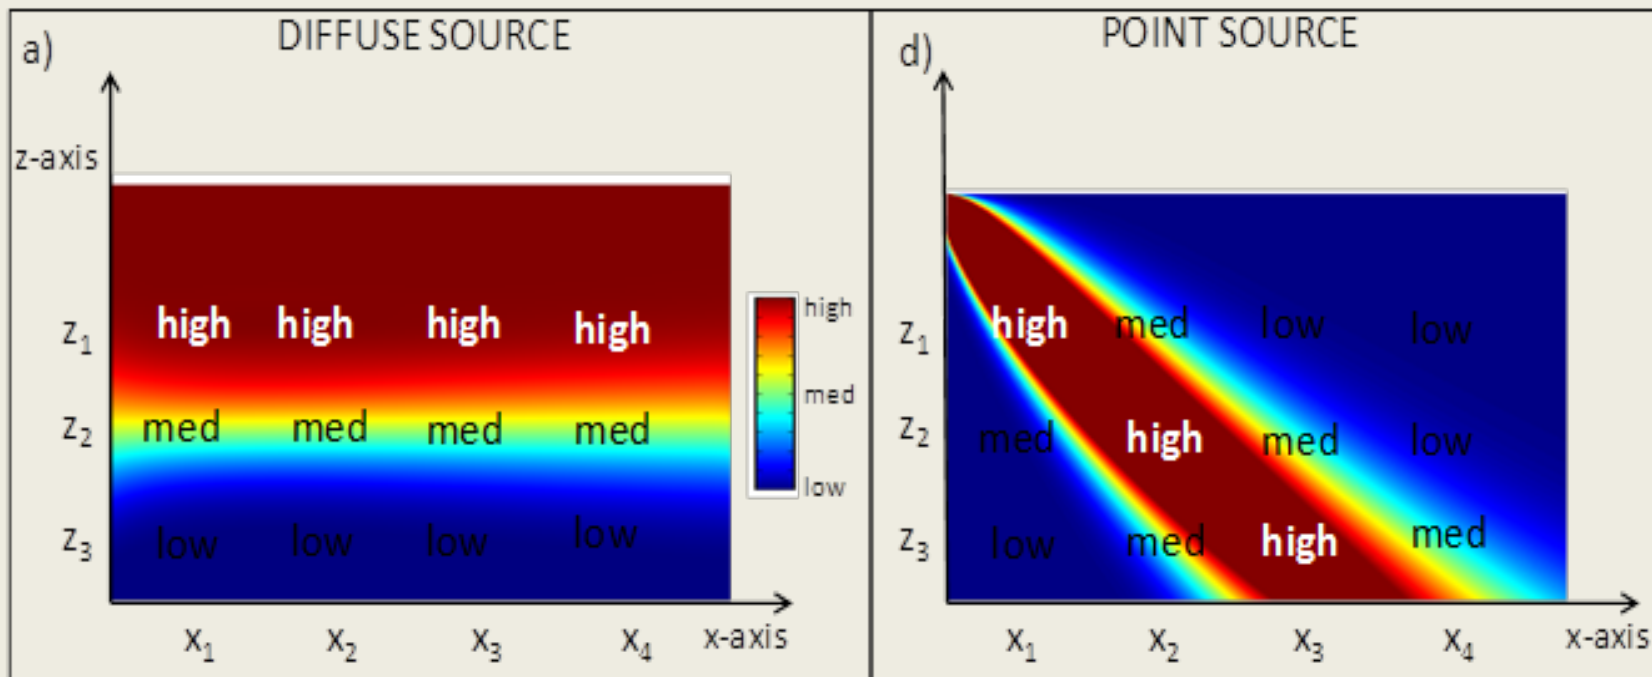 a)
DIFFUSE SOURCE
z-axis
z1 high high high high
z2 med med med med
z3 low low low low
x1 x2 x3 x4 x-axis
high
med
low
d)
POINT SOURCE
z1 high med low low
z2 med high med low
z3 low med high med
x1 x2 x3 x4 x-axis